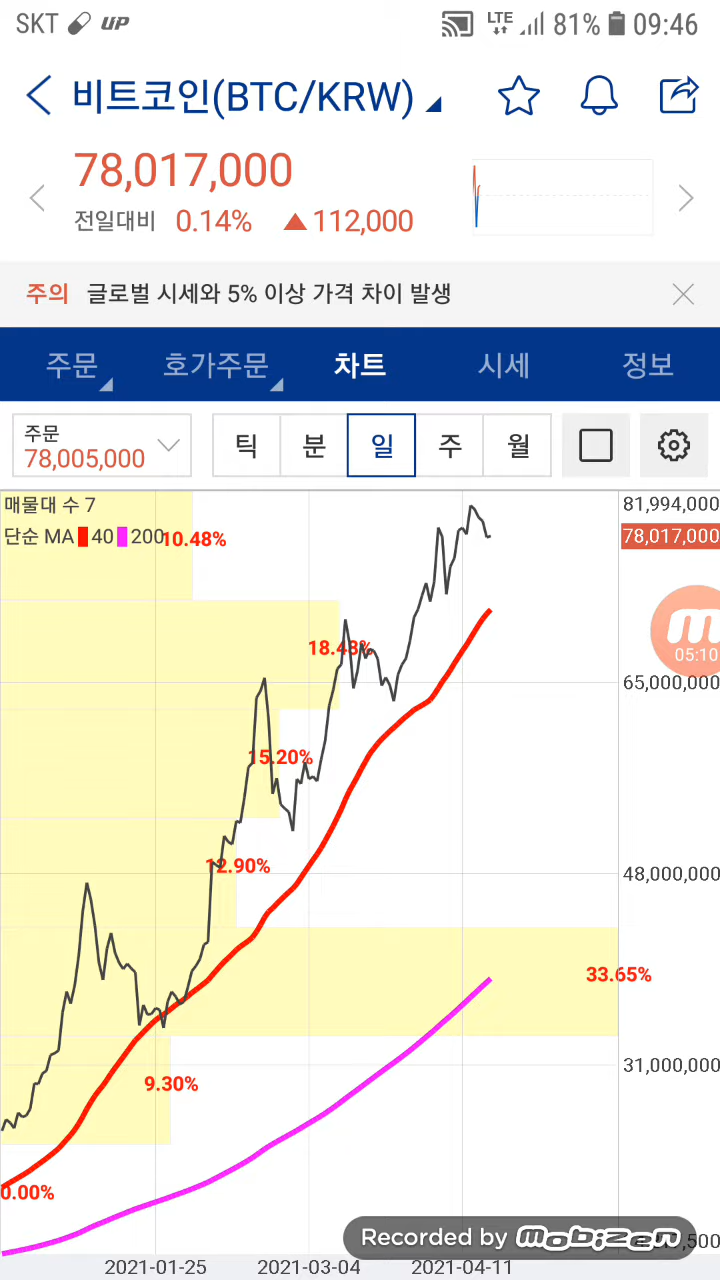 SKT UP LTE 81% 09:46
비트코인(BTC/KRW)
78,017,000
전일대비 0.14% ▲112,000
주의 글로벌 시세와 5% 이상 가격 차이 발생
주문 호가주문 차트 시세 정보
주문
78,005,000
틱 분 일 주 월
매물대 수 7
단순 MA 40 200
10.48%
18.48%
15.20%
12.90%
33.65%
9.30%
0.00%
81,994,000
78,017,000
05:10
65,000,000
48,000,000
31,000,000
Recorded by mobizen
2021-01-25 2021-03-04 2021-04-11